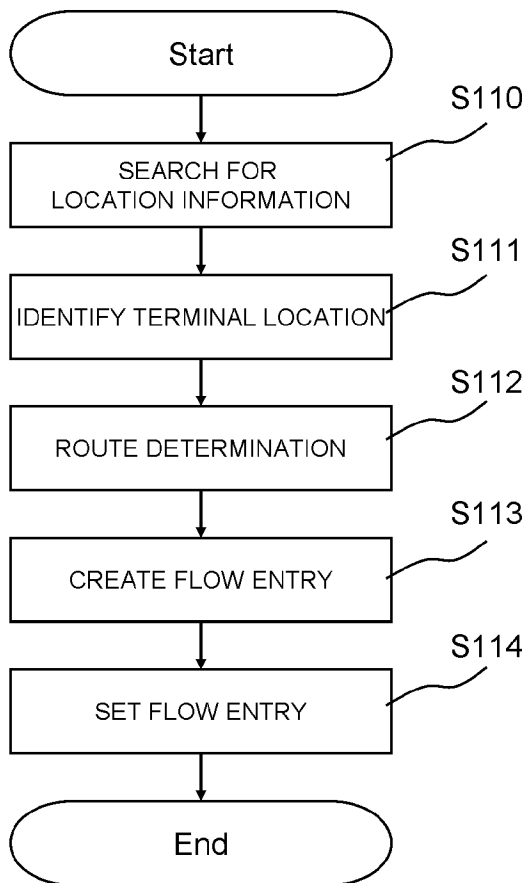 Start
S110
SEARCH FOR
LOCATION INFORMATION
S111
IDENTIFY TERMINAL LOCATION
S112
ROUTE DETERMINATION
S113
CREATE FLOW ENTRY
S114
SET FLOW ENTRY
End